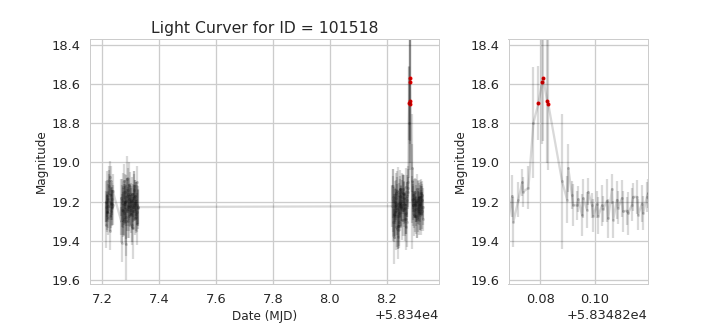 Light Curver for ID = 101518
Magnitude
18.4
18.6
18.8
19.0
19.2
19.4
19.6
7.2 7.4 7.6 7.8 8.0 8.2
Date (MJD)
+5.834e4
Magnitude
18.4
18.6
18.8
19.0
19.2
19.4
19.6
0.08 0.10
+5.83482e4